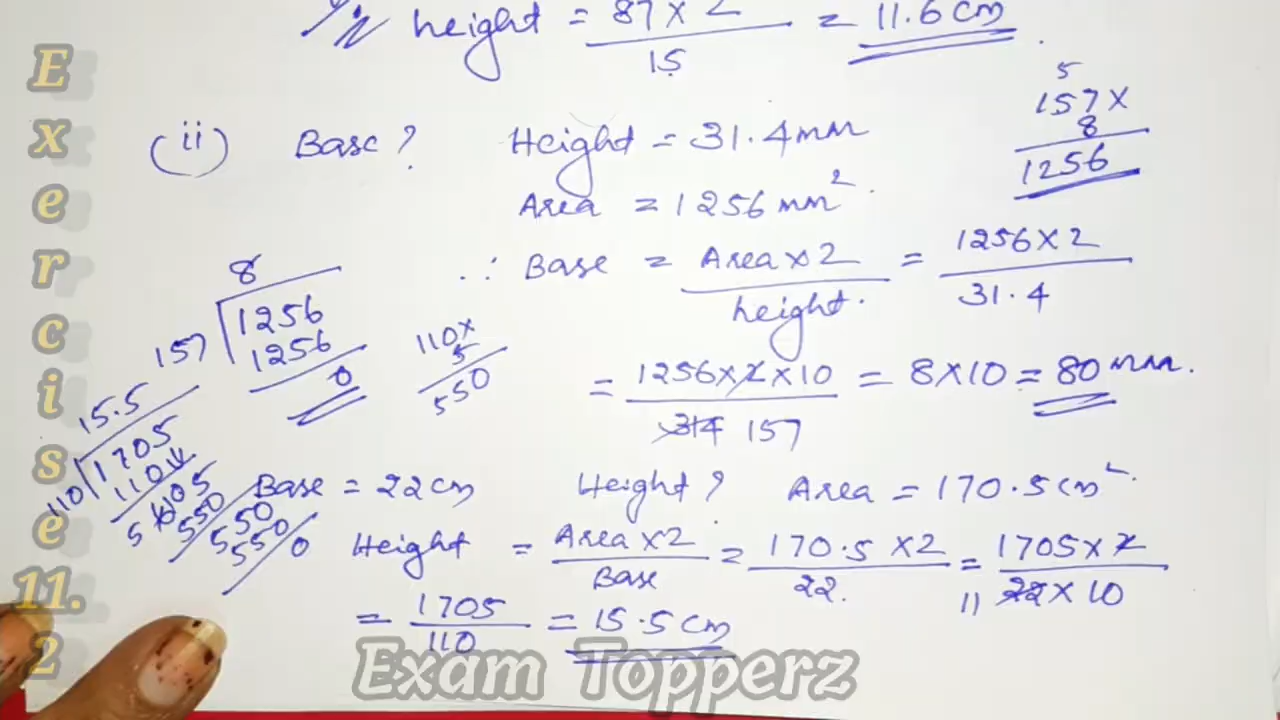 height = 87 × 2 / 15 = 11.6 cm
(ii) Base ? Height = 31.4 mm
Area = 1256 mm²
∴ Base = Area × 2 / height = 1256 × 2 / 31.4
= 1256 × 2 × 10 / 314 157 = 8 × 10 = 80 mm.
Base = 22 cm Height ? Area = 170.5 cm²
Height = Area × 2 / Base = 170.5 × 2 / 22 = 1705 × 2 / 22 × 10 11
= 1705 / 110 = 15.5 cm
5
157 ×
8
1256
8
157 1256
1256
0
110 ×
5
550
15.5
110 1705
110
605
550
550
550
0
Exercise 11.2
Exam Topperz